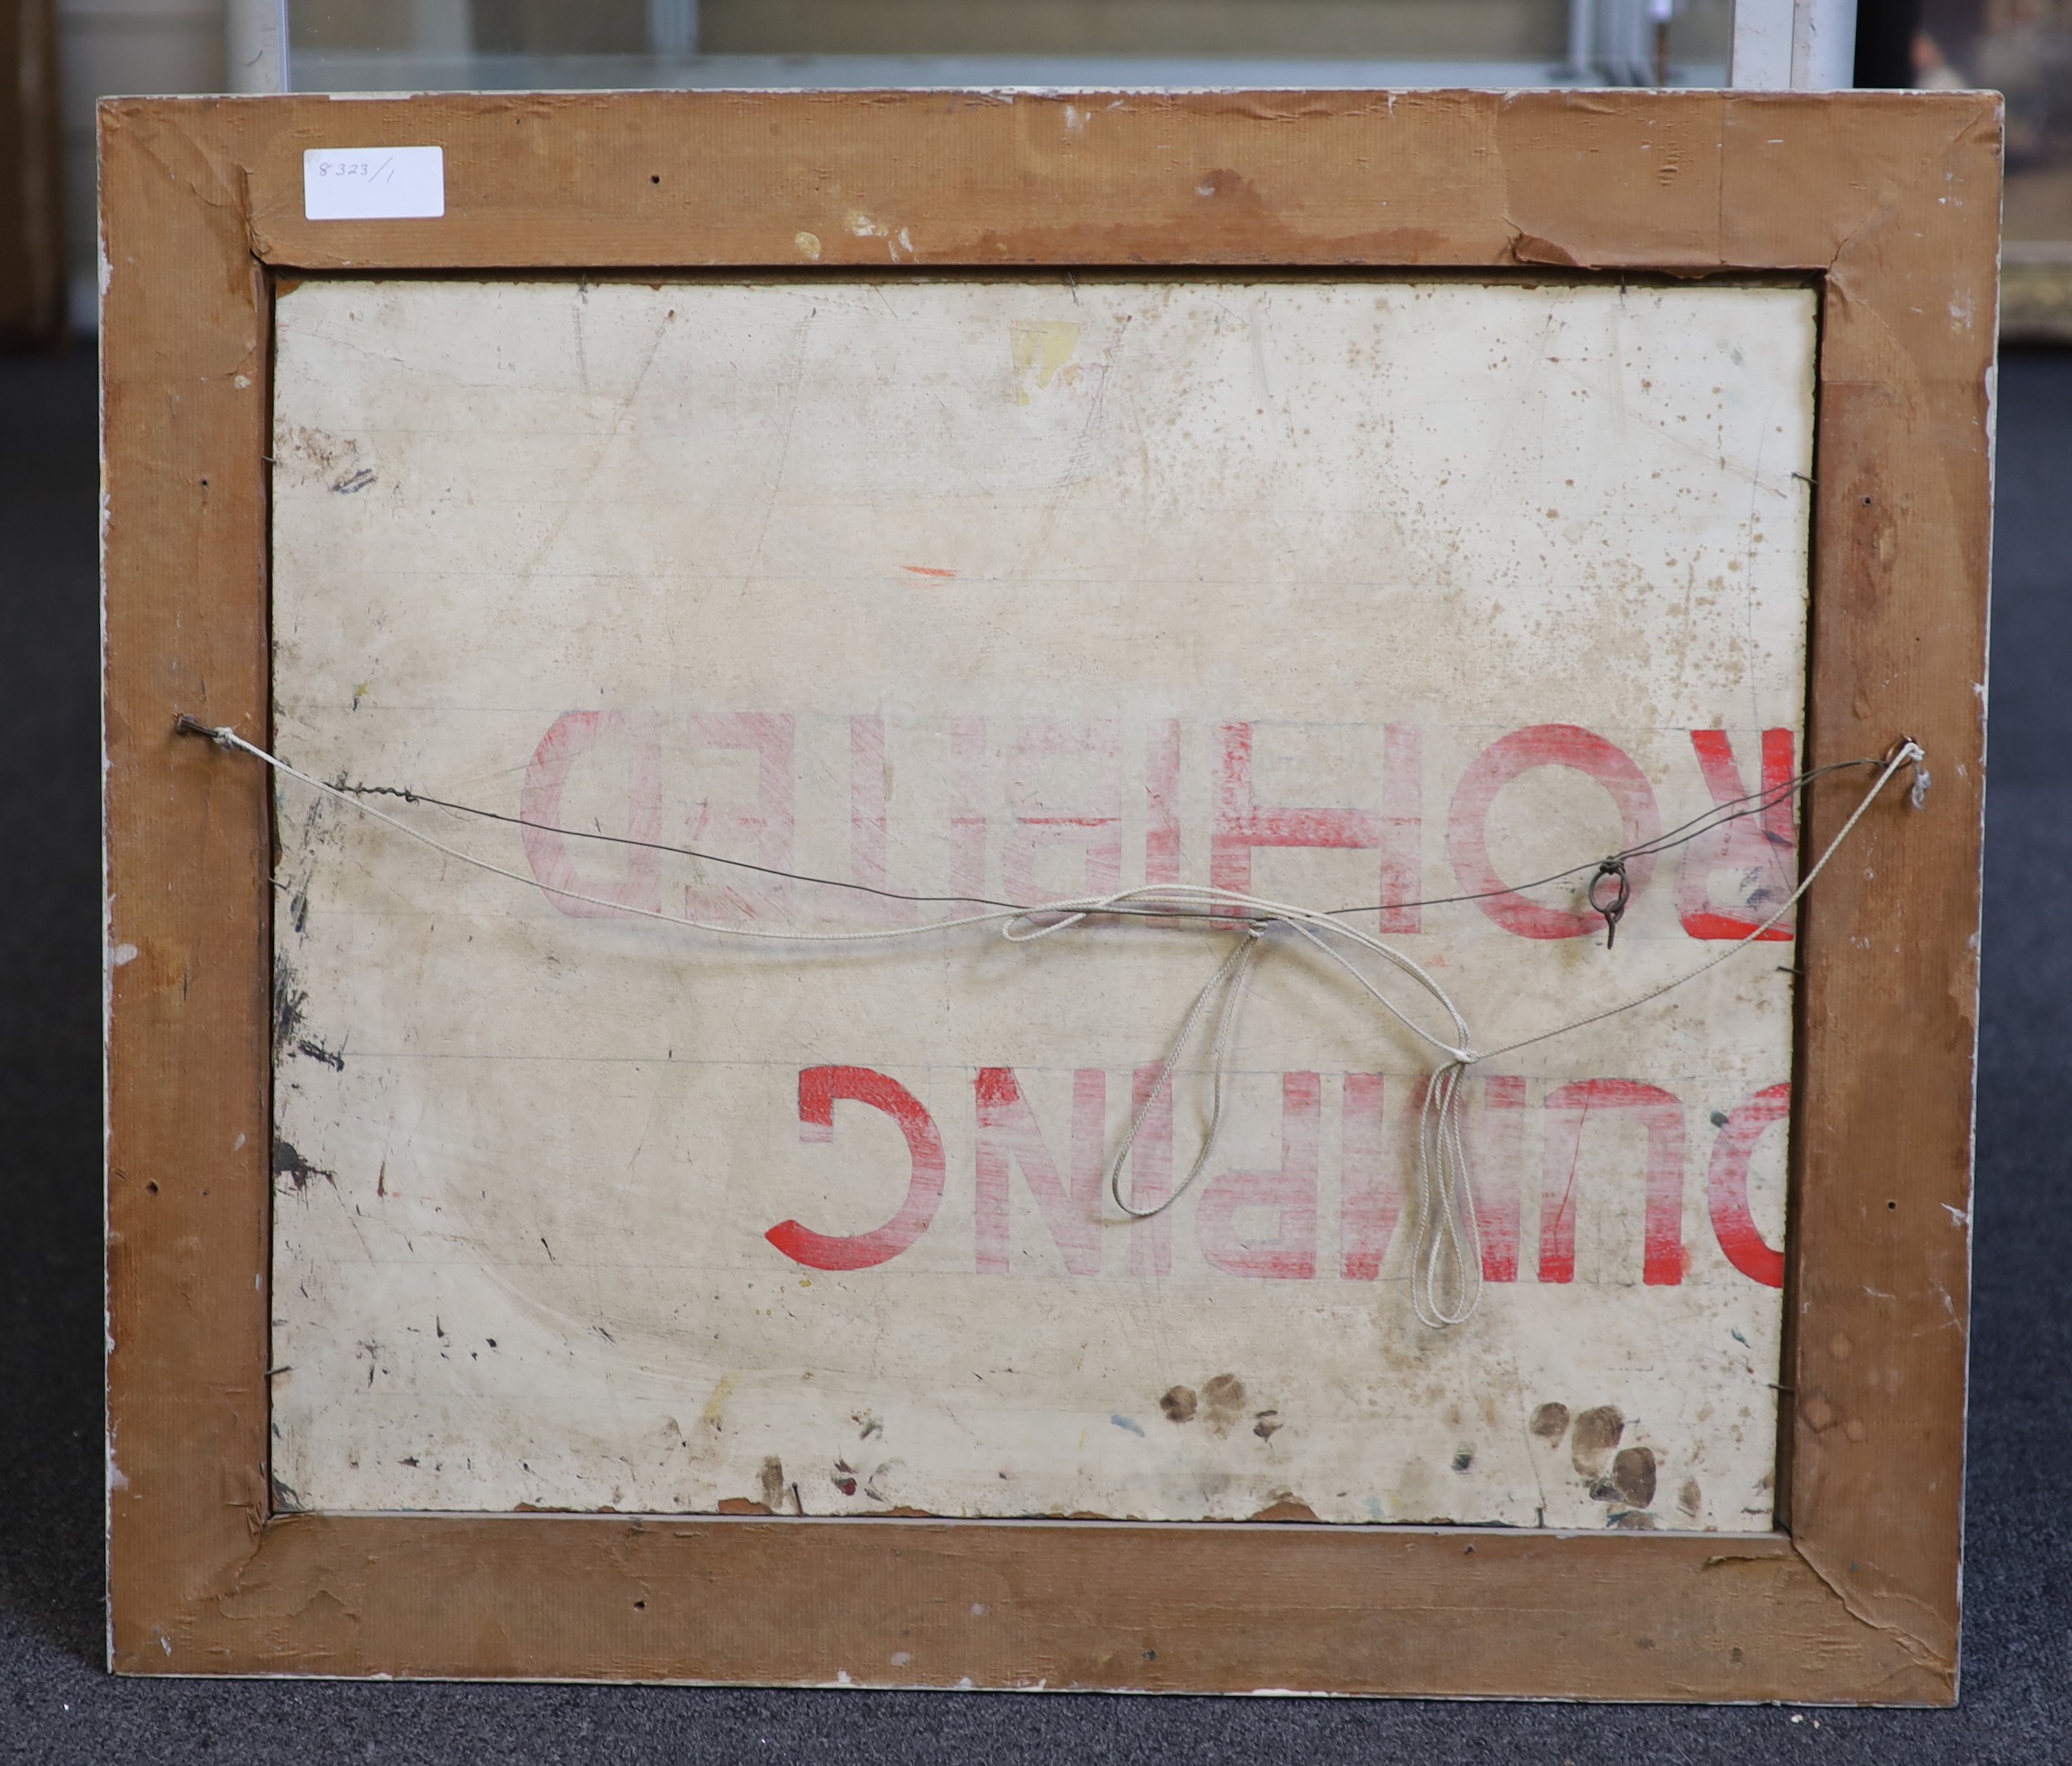 8323/1
DUMPING
ROHIBITED